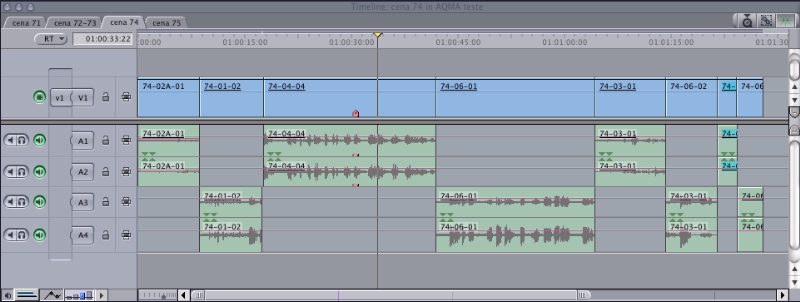 Timeline: cena 74 in AQMA teste
cena 71 cena 72-73 cena 74 cena 75
RT 01:00:33:22 00:00 01:00:15:00 01:00:30:00 01:00:45:00 01:01:00:00 01:01:15:00 01:01:30
74-02A-01 74-01-02 74-04-04 74-06-01 74-03-01 74-06-02 74- 74-06
v1 V1
74-02A-01 74-04-04 74-03-01 74-0
A1
74-02A-01 74-04-04 74-03-01 74-0
A2
74-01-02 74-06-01 74-03-01 74-06
A3
74-01-02 74-06-01 74-03-01 74-06
A4